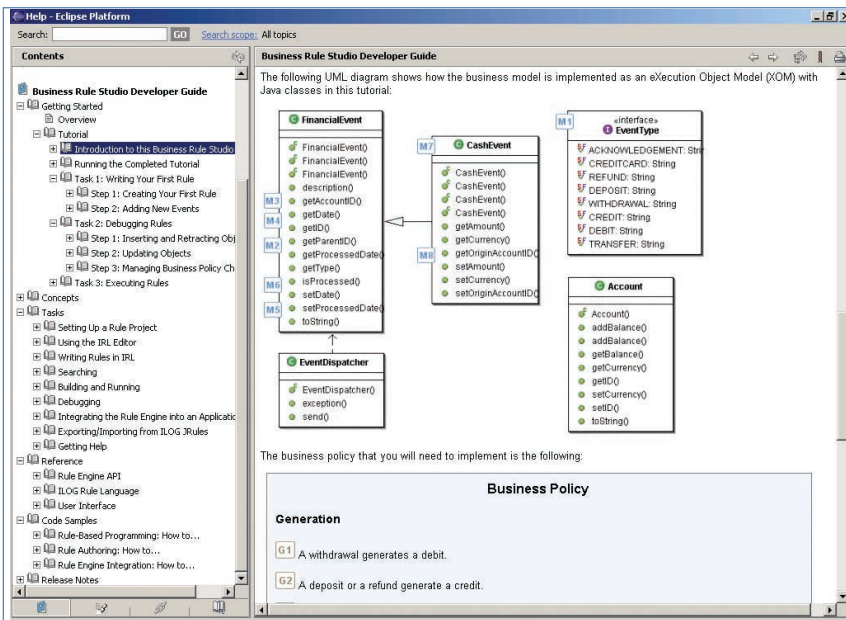 Help - Eclipse Platform
Search: GO Search scope: All topics
Contents
Business Rule Studio Developer Guide
Getting Started
Overview
Tutorial
Introduction to this Business Rule Studio
Running the Completed Tutorial
Task 1: Writing Your First Rule
Step 1: Creating Your First Rule
Step 2: Adding New Events
Task 2: Debugging Rules
Step 1: Inserting and Retracting Obj
Step 2: Updating Objects
Step 3: Managing Business Policy Ch
Task 3: Executing Rules
Concepts
Tasks
Setting Up a Rule Project
Using the IRL Editor
Writing Rules in IRL
Searching
Building and Running
Debugging
Integrating the Rule Engine into an Applicatic
Exporting/Importing from ILOG JRules
Getting Help
Reference
Rule Engine API
ILOG Rule Language
User Interface
Code Samples
Rule-Based Programming: How to...
Rule Authoring: How to...
Rule Engine Integration: How to...
Release Notes
Business Rule Studio Developer Guide
The following UML diagram shows how the business model is implemented as an eXecution Object Model (XOM) with
Java classes in this tutorial:
FinancialEvent
FinancialEvent()
FinancialEvent()
FinancialEvent()
description()
M3 getAccountID()
getDate()
M4 getID()
getParentID()
M2 getProcessedDate()
getType()
M6 isProcessed()
setDate()
M5 setProcessedDate()
toString()
EventDispatcher
EventDispatcher()
exception()
send()
M7 CashEvent
CashEvent()
CashEvent()
CashEvent()
CashEvent()
getAmount()
getCurrency()
M8 getOriginAccountID()
setAmount()
setCurrency()
setOriginAccountID()
M1 «interface»
EventType
ACKNOWLEDGEMENT: Stri
CREDITCARD: String
REFUND: String
DEPOSIT: String
WITHDRAWAL: String
CREDIT: String
DEBIT: String
TRANSFER: String
Account
Account()
addBalance()
addBalance()
getBalance()
getCurrency()
getID()
setCurrency()
setID()
toString()
The business policy that you will need to implement is the following:
Business Policy
Generation
G1 A withdrawal generates a debit.
G2 A deposit or a refund generate a credit.